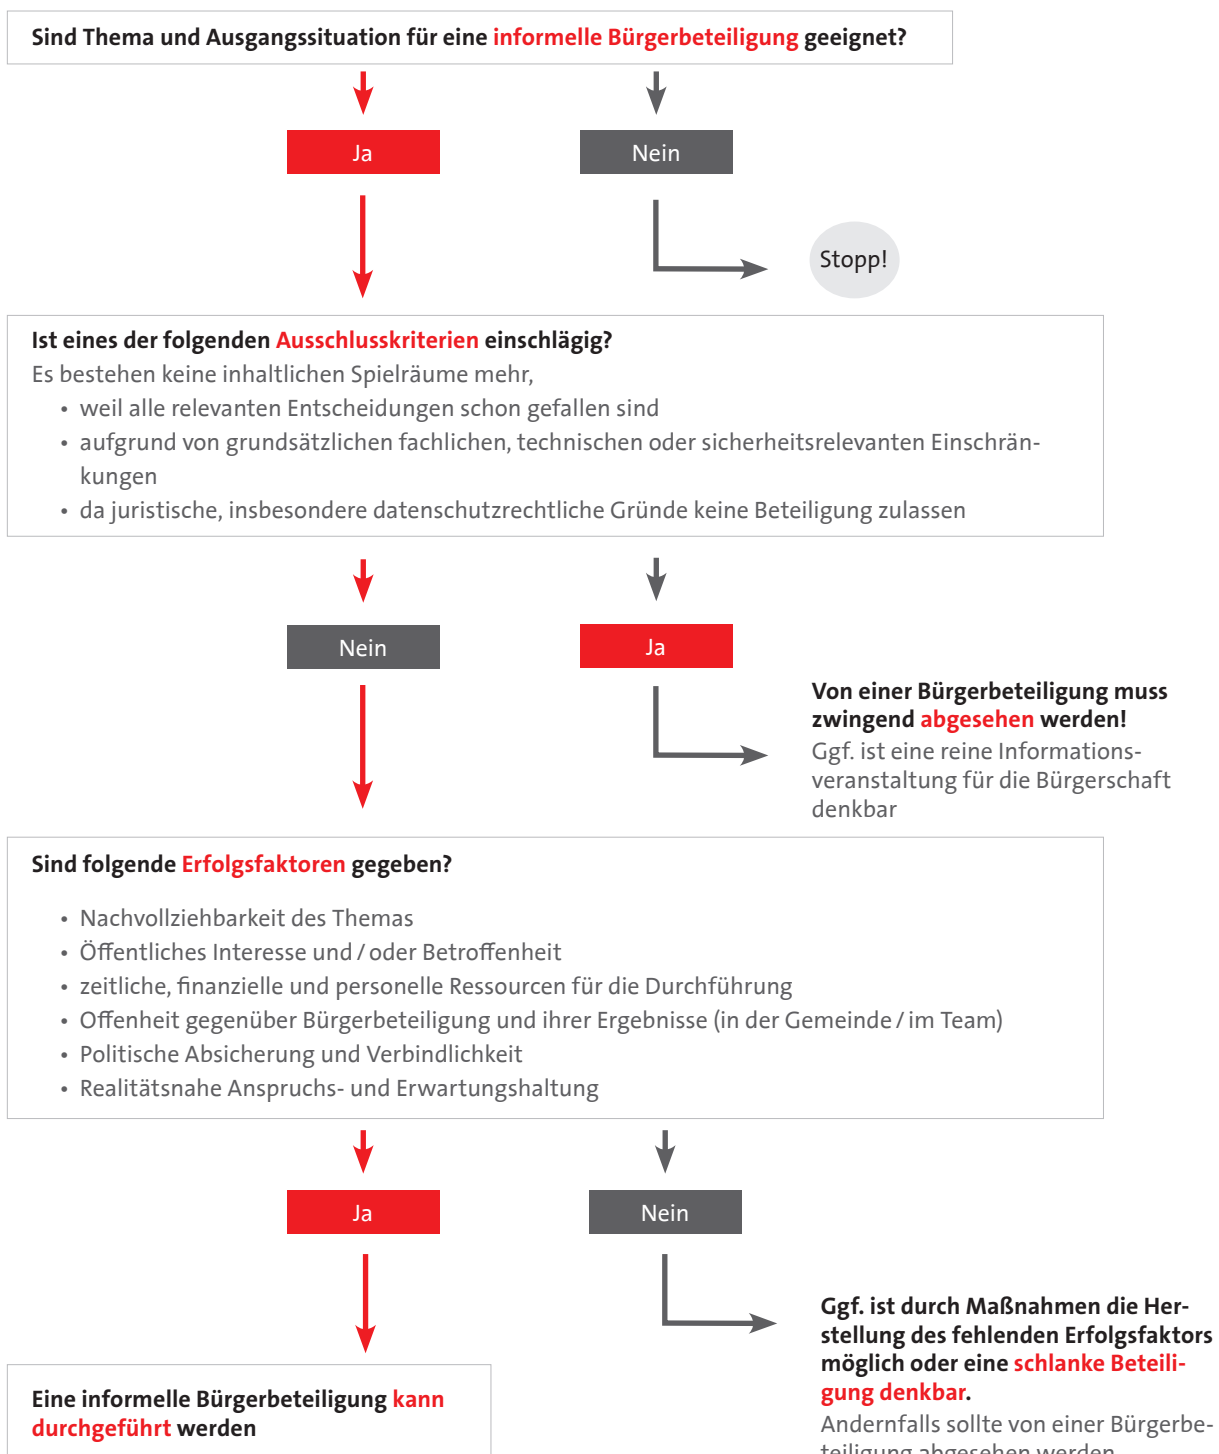 Sind Thema und Ausgangssituation für eine informelle Bürgerbeteiligung geeignet?
Ja
Nein
Stopp!
Ist eines der folgenden Ausschlusskriterien einschlägig?
Es bestehen keine inhaltlichen Spielräume mehr,
• weil alle relevanten Entscheidungen schon gefallen sind
• aufgrund von grundsätzlichen fachlichen, technischen oder sicherheitsrelevanten Einschrän-
kungen
• da juristische, insbesondere datenschutzrechtliche Gründe keine Beteiligung zulassen
Nein
Ja
Von einer Bürgerbeteiligung muss
zwingend abgesehen werden!
Ggf. ist eine reine Informations-
veranstaltung für die Bürgerschaft
denkbar
Sind folgende Erfolgsfaktoren gegeben?
• Nachvollziehbarkeit des Themas
• Öffentliches Interesse und / oder Betroffenheit
• zeitliche, finanzielle und personelle Ressourcen für die Durchführung
• Offenheit gegenüber Bürgerbeteiligung und ihrer Ergebnisse (in der Gemeinde / im Team)
• Politische Absicherung und Verbindlichkeit
• Realitätsnahe Anspruchs- und Erwartungshaltung
Ja
Nein
Ggf. ist durch Maßnahmen die Her-
stellung des fehlenden Erfolgsfaktors
möglich oder eine schlanke Beteili-
gung denkbar.
Andernfalls sollte von einer Bürgerbe-
teiligung abgesehen werden
Eine informelle Bürgerbeteiligung kann
durchgeführt werden